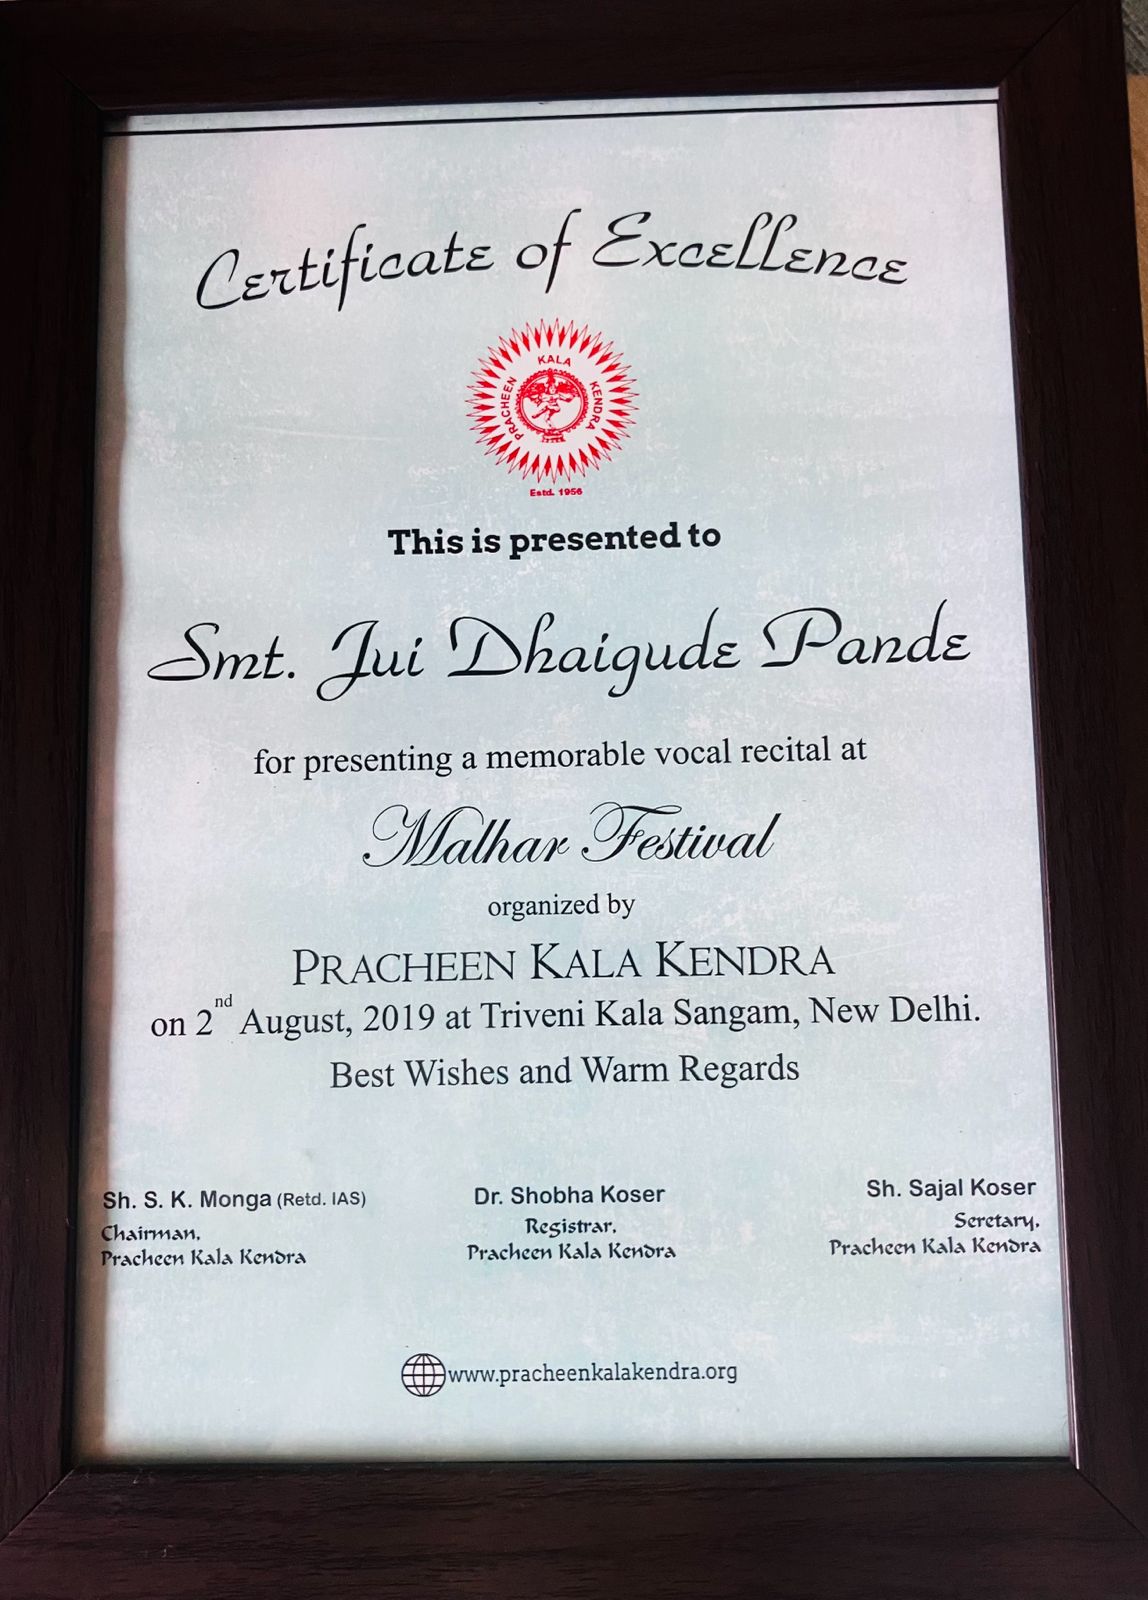 Certificate of Excellence
PRACHEEN KALA KENDRA
Estd. 1956
This is presented to
Smt. Jui Dhaigude Pande
for presenting a memorable vocal recital at
Malhar Festival
organized by
PRACHEEN KALA KENDRA
on 2nd August, 2019 at Triveni Kala Sangam, New Delhi.
Best Wishes and Warm Regards
Sh. S. K. Monga (Retd. IAS)
Chairman,
Pracheen Kala Kendra
Dr. Shobha Koser
Registrar.
Pracheen Kala Kendra
Sh. Sajal Koser
Seretary,
Pracheen Kala Kendra
www.pracheenkalakendra.org